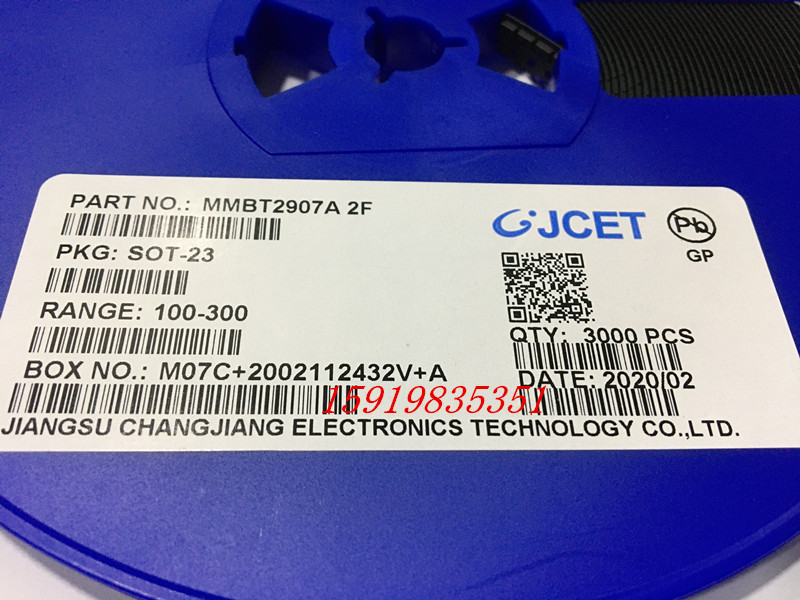 PART NO.: MMBT2907A 2F
JCET
Pb
GP
PKG: SOT-23
RANGE: 100-300
QTY: 3000 PCS
BOX NO.: M07C+2002112432V+A
DATE: 2020/02
15919835351
JIANGSU CHANGJIANG ELECTRONICS TECHNOLOGY CO.,LTD.